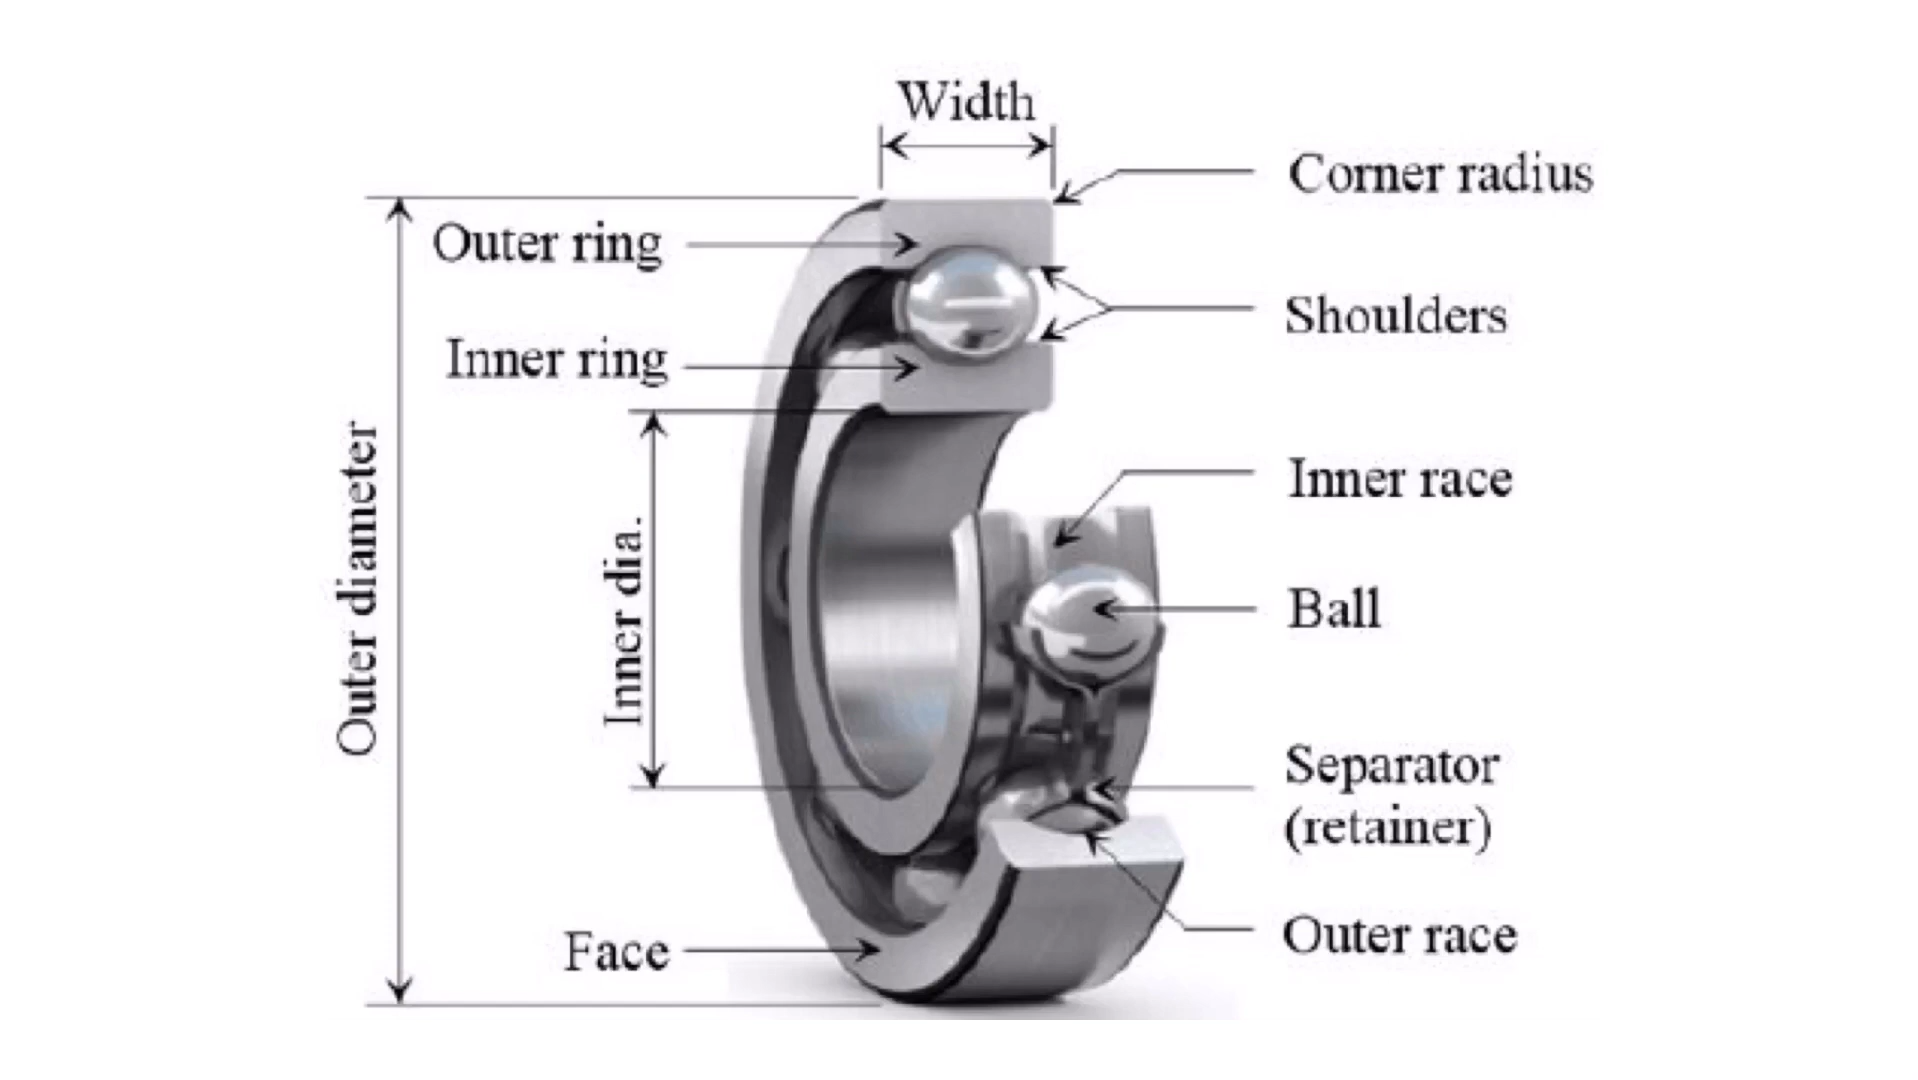 Width
Corner radius
Outer ring
Shoulders
Inner ring
Inner race
Outer diameter
Inner dia.
Ball
Separator
(retainer)
Outer race
Face